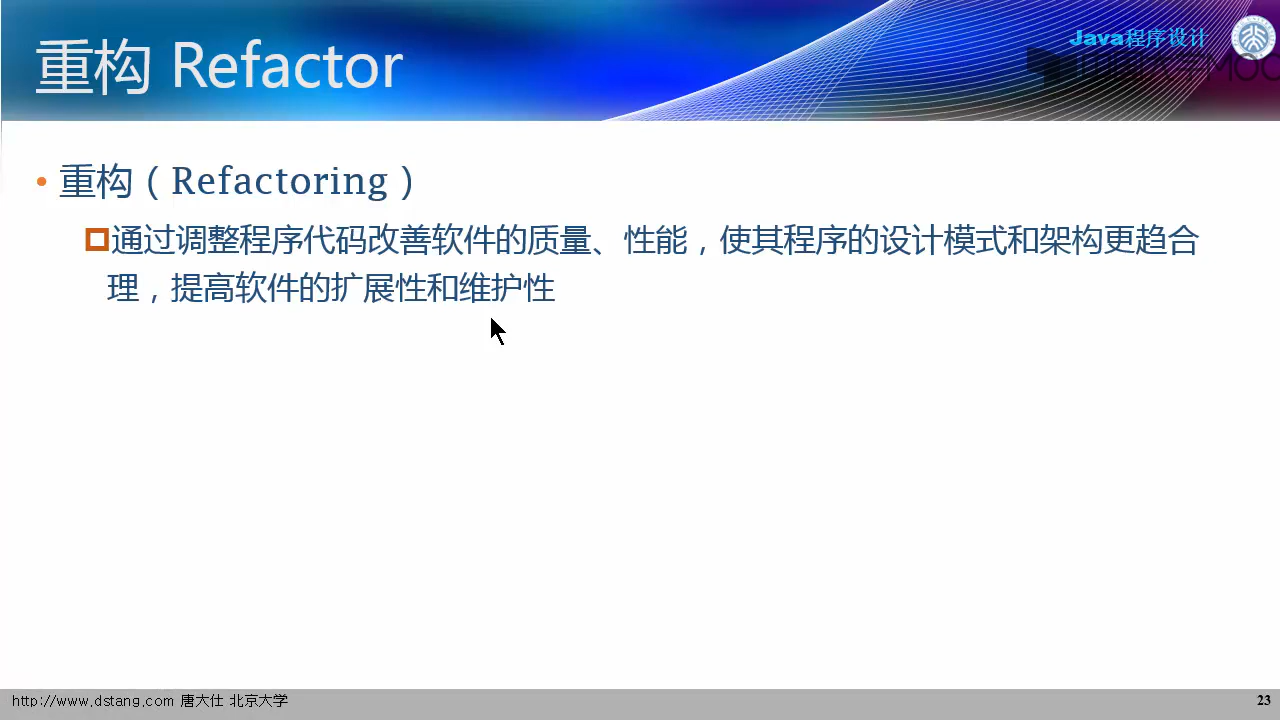 重构 Refactor
Java程序设计
重构（Refactoring）
通过调整程序代码改善软件的质量、性能，使其程序的设计模式和架构更趋合
理，提高软件的扩展性和维护性
http://www.dstang.com 唐大仕 北京大学
23